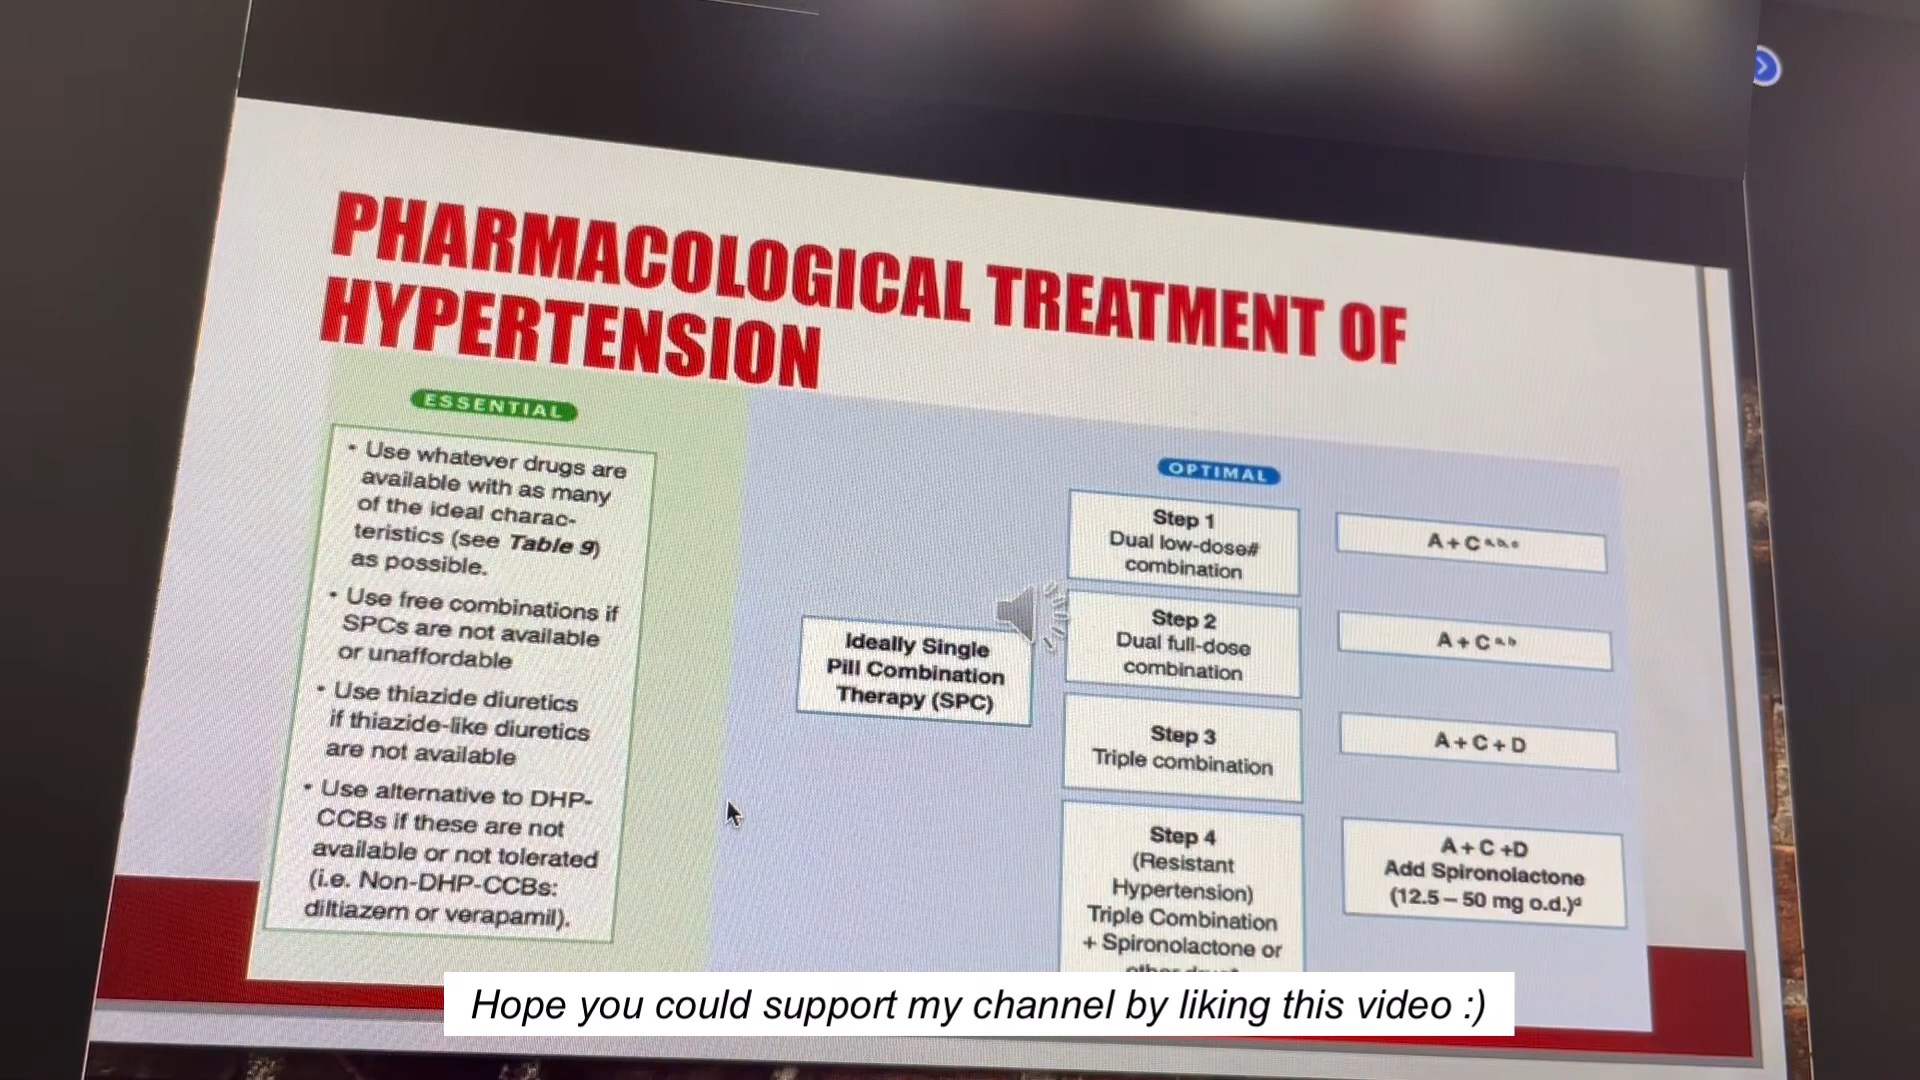 PHARMACOLOGICAL TREATMENT OF
HYPERTENSION
ESSENTIAL
• Use whatever drugs are
available with as many
of the ideal charac-
teristics (see Table 9)
as possible.
• Use free combinations if
SPCs are not available
or unaffordable
• Use thiazide diuretics
if thiazide-like diuretics
are not available
• Use alternative to DHP-
CCBs if these are not
available or not tolerated
(i.e. Non-DHP-CCBs:
diltiazem or verapamil).
OPTIMAL
Ideally Single
Pill Combination
Therapy (SPC)
Step 1
Dual low-dose#
combination
A + C a, b, c
Step 2
Dual full-dose
combination
A + C a, b
Step 3
Triple combination
A + C + D
Step 4
(Resistant
Hypertension)
Triple Combination
+ Spironolactone or
A + C +D
Add Spironolactone
(12.5 – 50 mg o.d.)d
Hope you could support my channel by liking this video :)